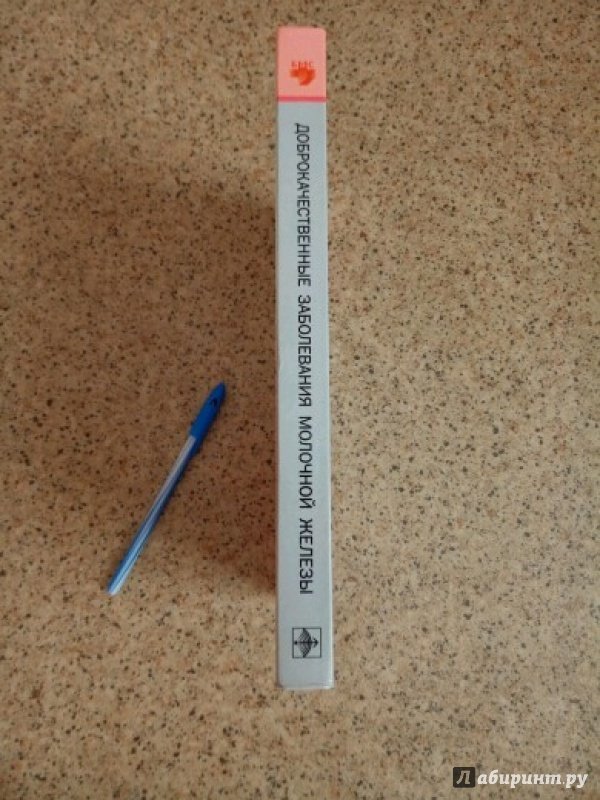 ДОБРОКАЧЕСТВЕННЫЕ ЗАБОЛЕВАНИЯ МОЛОЧНОЙ ЖЕЛЕЗЫ
Лабиринт.ру